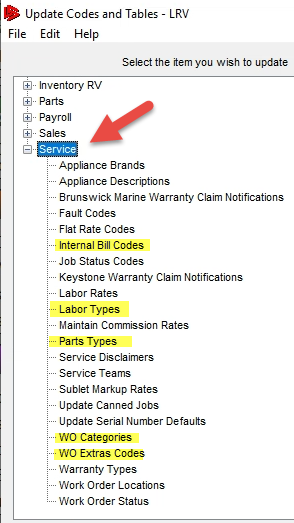 Update Codes and Tables - LRV
File Edit Help
Select the item you wish to update
Inventory RV
Parts
Payroll
Sales
Service
Appliance Brands
Appliance Descriptions
Brunswick Marine Warranty Claim Notifications
Fault Codes
Flat Rate Codes
Internal Bill Codes
Job Status Codes
Keystone Warranty Claim Notifications
Labor Rates
Labor Types
Maintain Commission Rates
Parts Types
Service Disclaimers
Service Teams
Sublet Markup Rates
Update Canned Jobs
Update Serial Number Defaults
WO Categories
WO Extras Codes
Warranty Types
Work Order Locations
Work Order Status